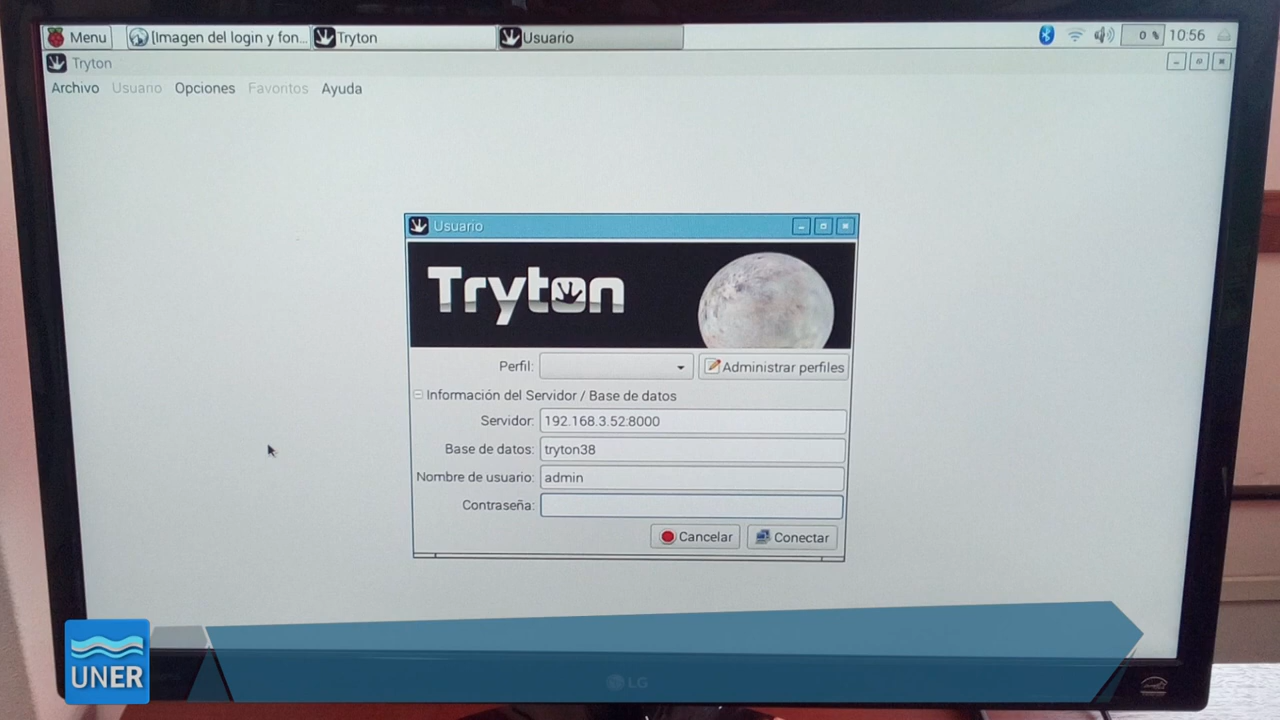 Menu
[Imagen del login y fon...
Tryton
Usuario
0 %
10:56
Tryton
Archivo Usuario Opciones Favoritos Ayuda
Usuario
Tryton
Perfil:
Administrar perfiles
Información del Servidor / Base de datos
Servidor: 192.168.3.52:8000
Base de datos: tryton38
Nombre de usuario: admin
Contraseña:
Cancelar Conectar
UNER
LG